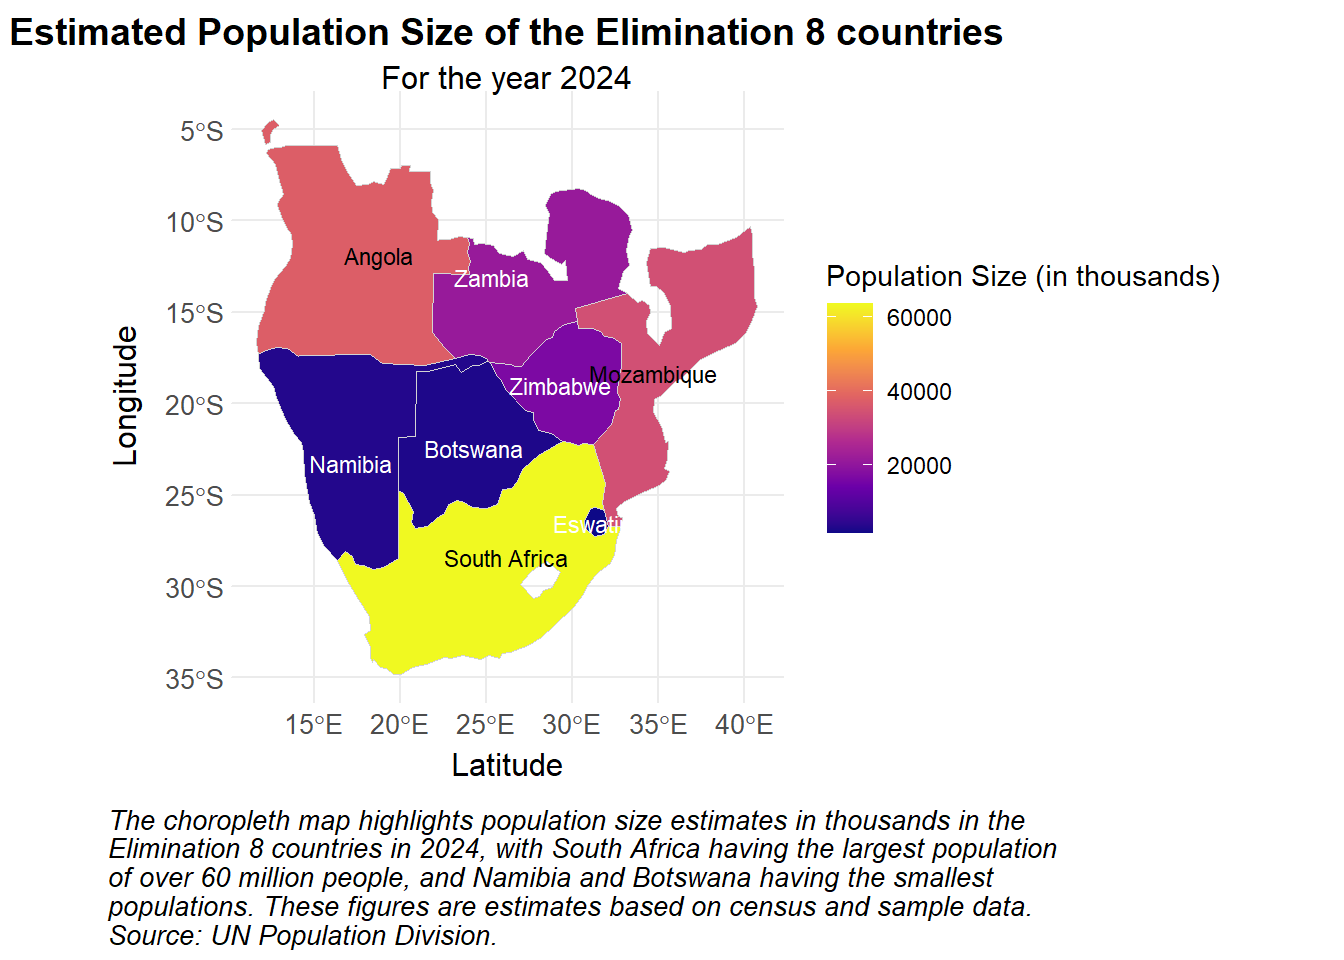 Estimated Population Size of the Elimination 8 countries
For the year 2024
5°S
10°S
15°S
20°S
25°S
30°S
35°S
Longitude
Angola
Zambia
Mozambique
Zimbabwe
Botswana
Namibia
Eswati
South Africa
15°E 20°E 25°E 30°E 35°E 40°E
Latitude
Population Size (in thousands)
60000
40000
20000
The choropleth map highlights population size estimates in thousands in the
Elimination 8 countries in 2024, with South Africa having the largest population
of over 60 million people, and Namibia and Botswana having the smallest
populations. These figures are estimates based on census and sample data.
Source: UN Population Division.